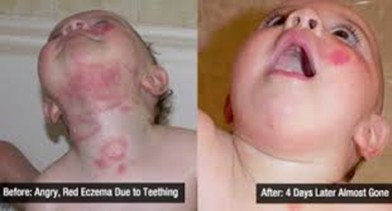 Before: Angry, Red Eczema Due to Teething
After: 4 Days Later Almost Gone